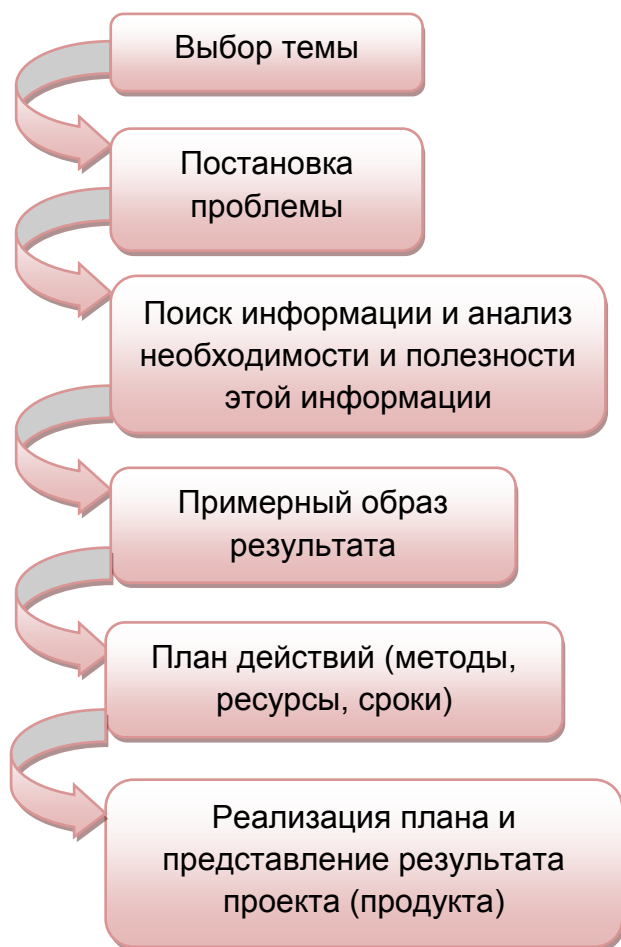 Выбор темы
Постановка
проблемы
Поиск информации и анализ
необходимости и полезности
этой информации
Примерный образ
результата
План действий (методы,
ресурсы, сроки)
Реализация плана и
представление результата
проекта (продукта)